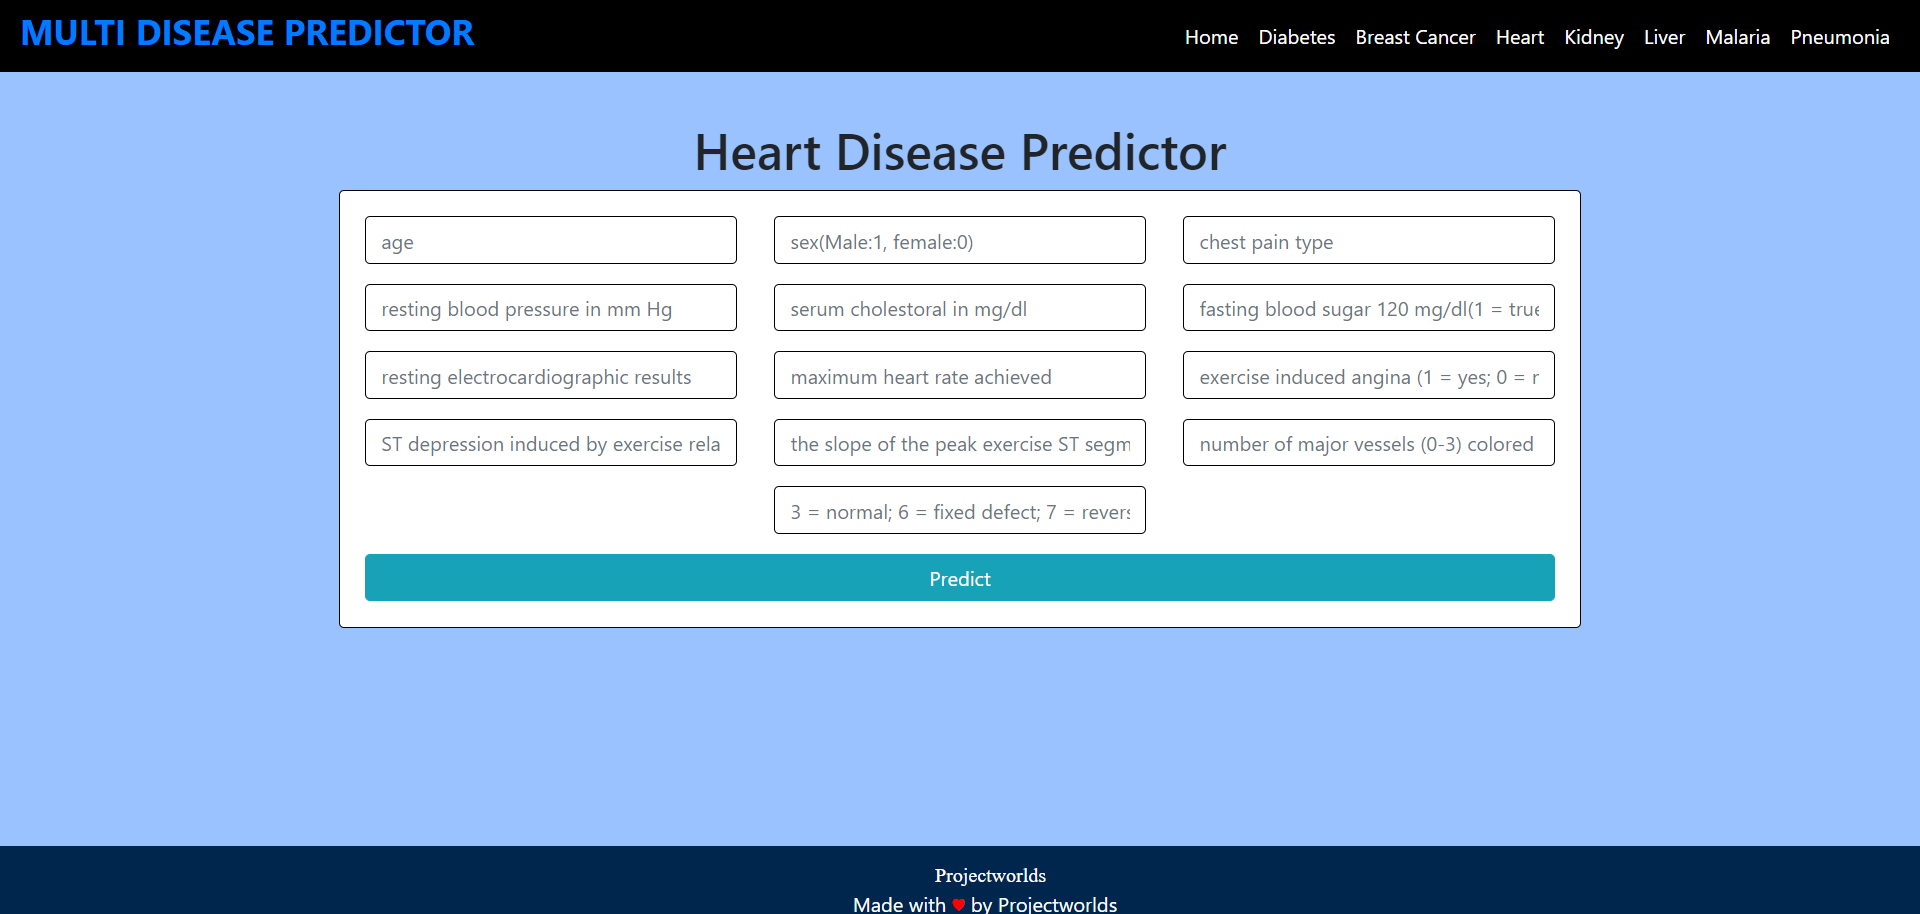 MULTI DISEASE PREDICTOR
Home Diabetes Breast Cancer Heart Kidney Liver Malaria Pneumonia
Heart Disease Predictor
age
sex(Male:1, female:0)
chest pain type
resting blood pressure in mm Hg
serum cholestoral in mg/dl
fasting blood sugar 120 mg/dl(1 = true
resting electrocardiographic results
maximum heart rate achieved
exercise induced angina (1 = yes; 0 = n
ST depression induced by exercise rela
the slope of the peak exercise ST segm
number of major vessels (0-3) colored
3 = normal; 6 = fixed defect; 7 = revers
Predict
Projectworlds
Made with ♥ by Projectworlds